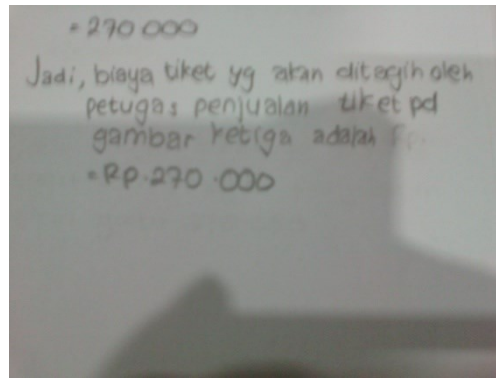 = 270 000
Jadi, biaya tiket yg akan ditagih oleh
petugas penjualan tiket pd
gambar ketiga adalah Rp.
= Rp. 270.000